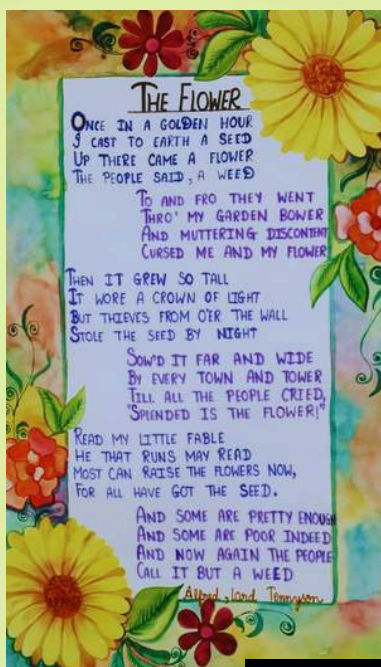 THE FLOWER
ONCE IN A GOLDEN HOUR
I CAST TO EARTH A SEED
UP THERE CAME A FLOWER
THE PEOPLE SAID, A WEED
TO AND FRO THEY WENT
THRO' MY GARDEN BOWER
AND MUTTERING DISCONTENT
CURSED ME AND MY FLOWER
THEN IT GREW SO TALL
IT WORE A CROWN OF LIGHT
BUT THIEVES FROM O'ER THE WALL
STOLE THE SEED BY NIGHT
SOW'D IT FAR AND WIDE
BY EVERY TOWN AND TOWER
TILL ALL THE PEOPLE CRIED,
"SPLENDED IS THE FLOWER!"
READ MY LITTLE FABLE
HE THAT RUNS MAY READ
MOST CAN RAISE THE FLOWERS NOW,
FOR ALL HAVE GOT THE SEED.
AND SOME ARE PRETTY ENOUGH
AND SOME ARE POOR INDEED
AND NOW AGAIN THE PEOPLE
CALL IT BUT A WEED
Alfred, Lord Tennyson